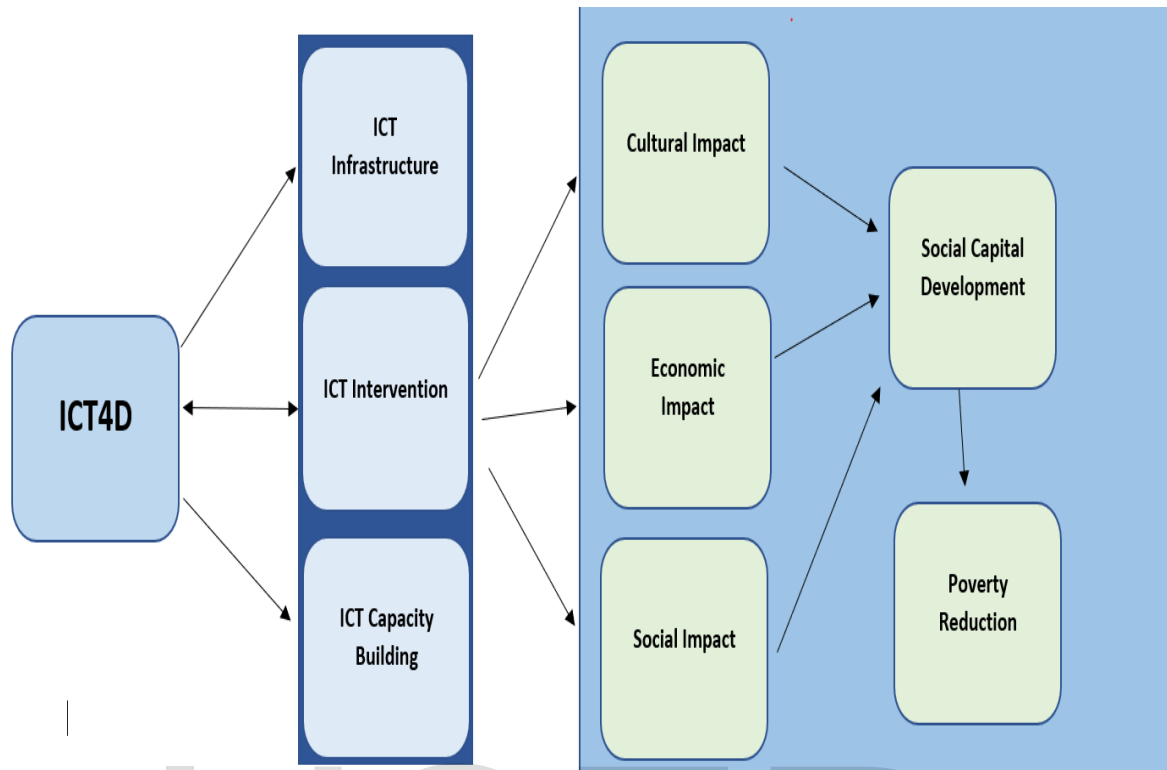 ICT4D
ICT
Infrastructure
ICT Intervention
ICT Capacity
Building
Cultural Impact
Economic
Impact
Social Impact
Social Capital
Development
Poverty
Reduction